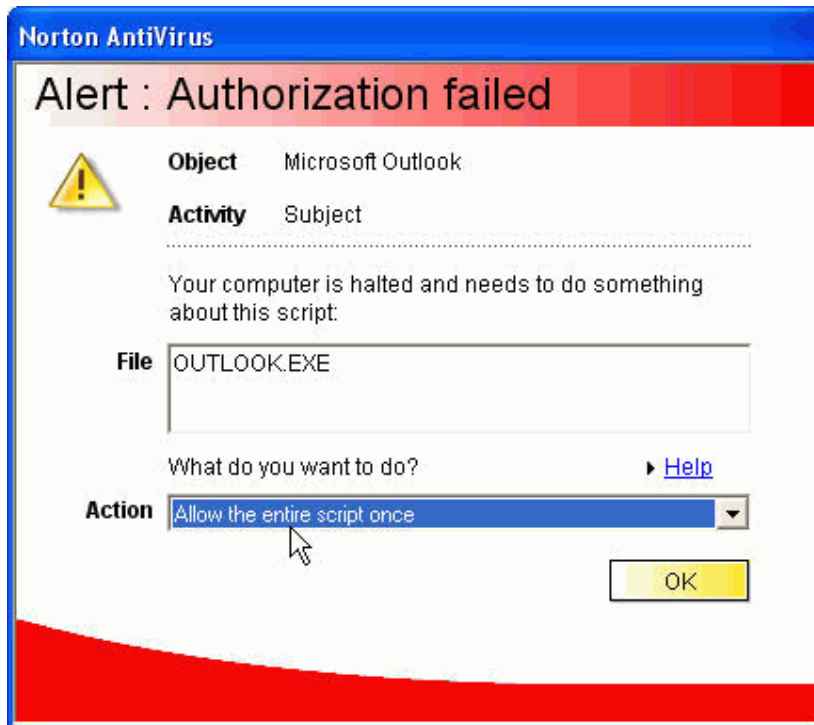 Norton AntiVirus
Alert : Authorization failed
Object Microsoft Outlook
Activity Subject
Your computer is halted and needs to do something
about this script:
File OUTLOOK.EXE
What do you want to do? Help
Action Allow the entire script once
OK